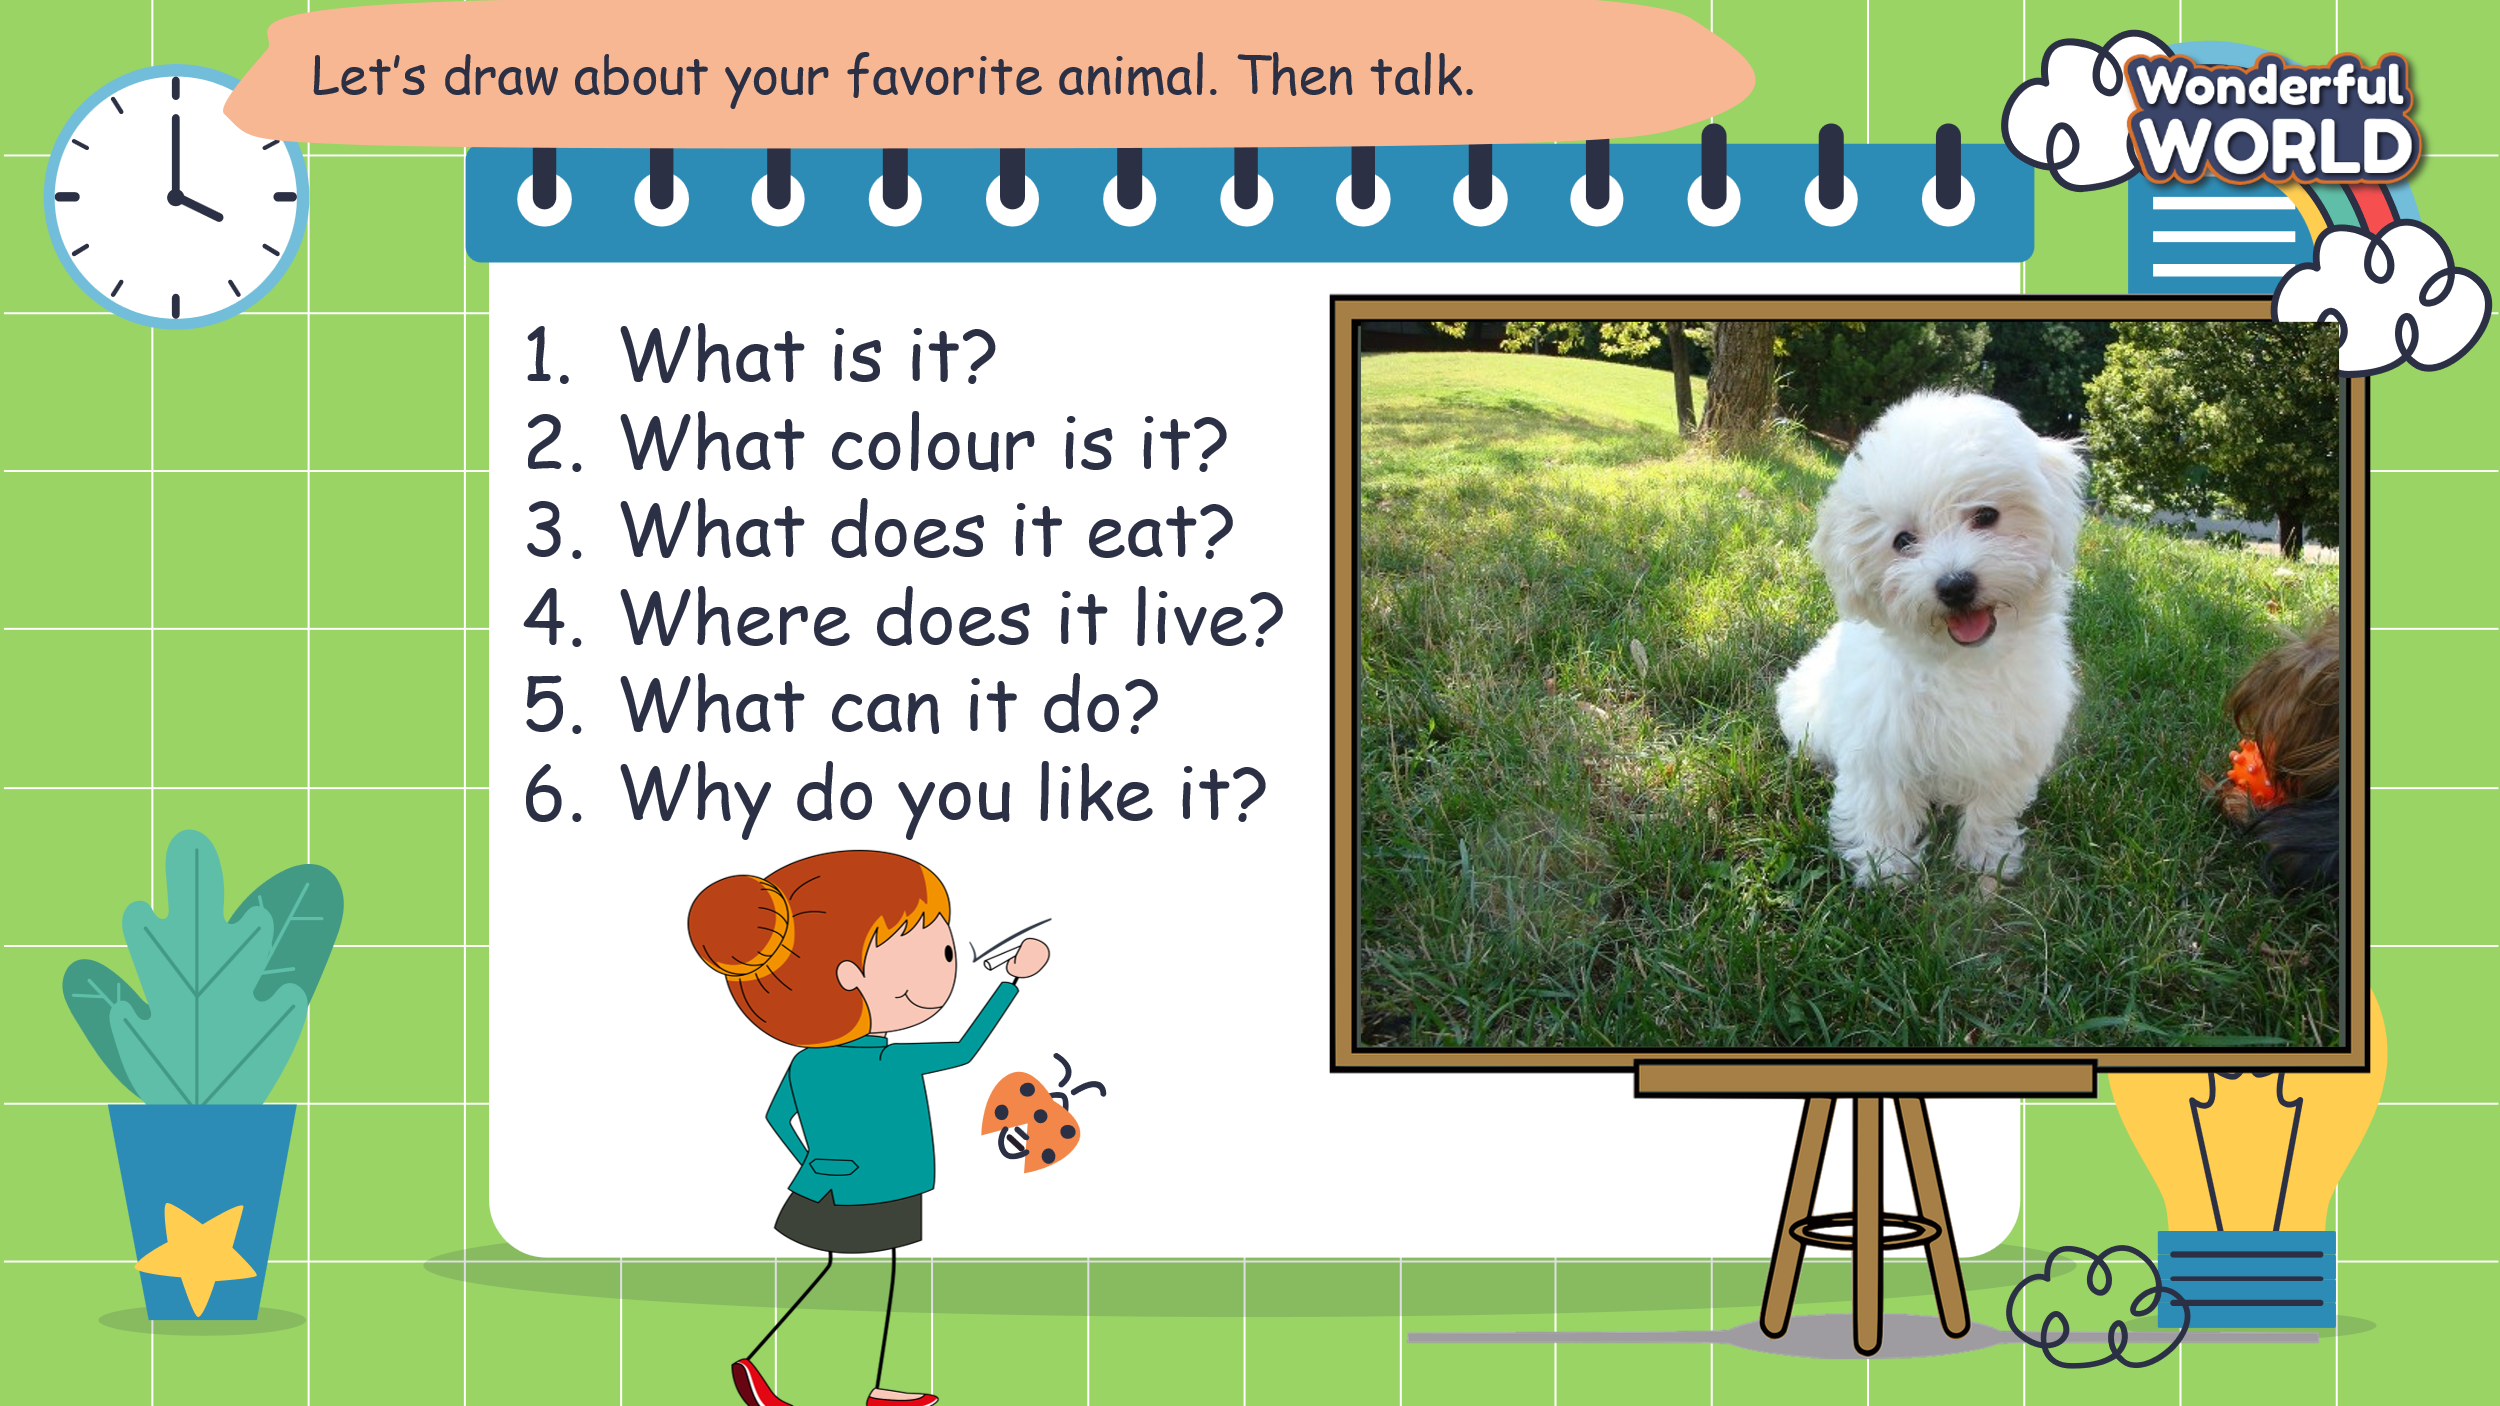 Let's draw about your favorite animal. Then talk.
Wonderful
WORLD
1. What is it?
2. What colour is it?
3. What does it eat?
4. Where does it live?
5. What can it do?
6. Why do you like it?